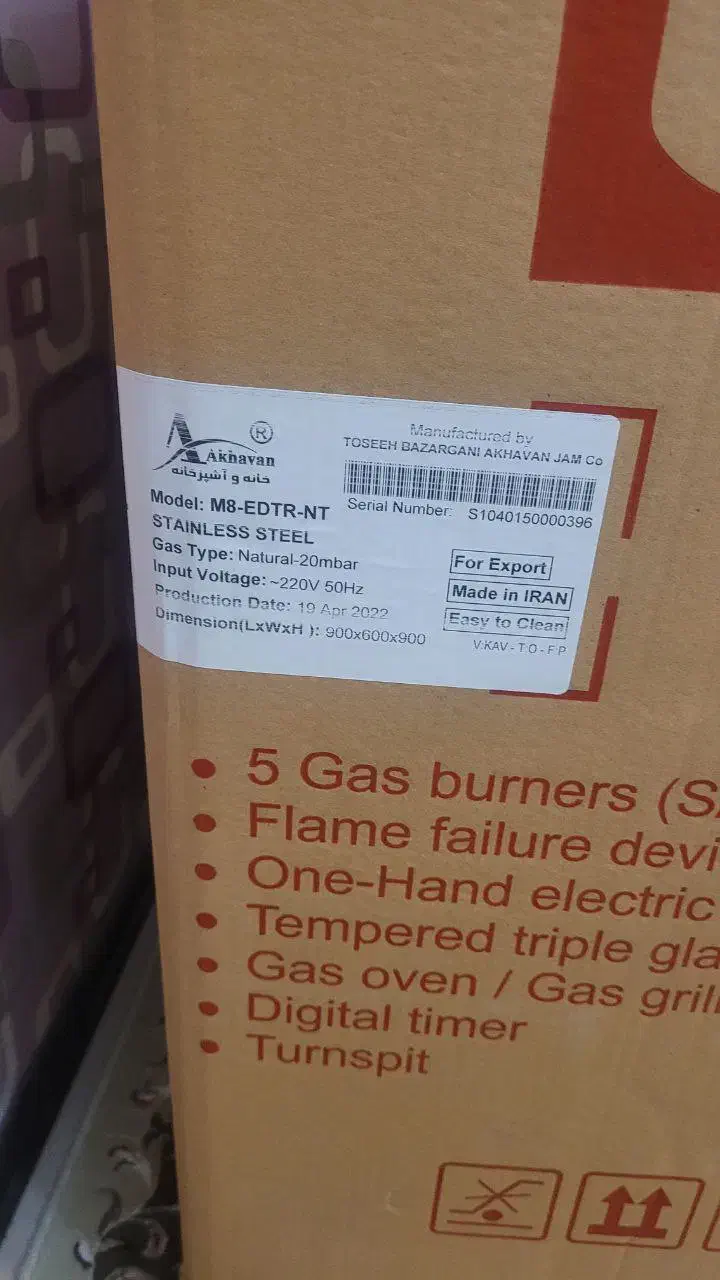 Akhavan ®
خانه و آشپزخانه
Manufactured by
TOSEEH BAZARGANI AKHAVAN JAM Co
Serial Number: S1040150000396
Model: M8-EDTR-NT
STAINLESS STEEL
Gas Type: Natural-20mbar
Input Voltage: ~220V 50Hz
Production Date: 19 Apr 2022
Dimension(LxWxH ): 900x600x900
For Export
Made in IRAN
Easy to Clean
V:KAV - T:O - F:P
• 5 Gas burners
• Flame failure
• One-Hand electric
• Tempered triple
• Gas oven / Gas
• Digital timer
• Turnspit